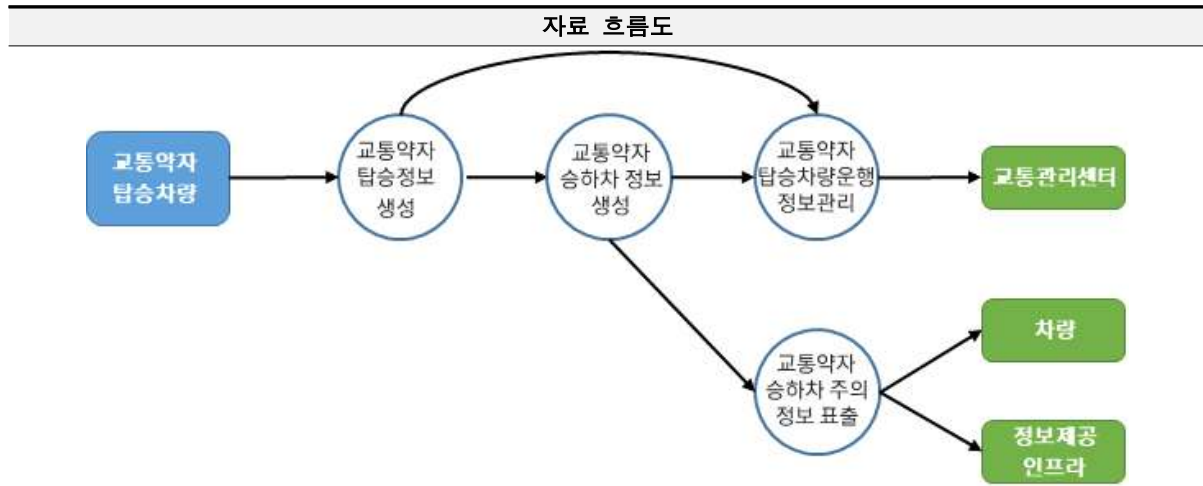 자료 흐름도
교통약자
탑승차량
교통약자
탑승정보
생성
교통약자
승하차 정보
생성
교통약자
탑승차량운행
정보관리
교통관리센터
차량
교통약자
승하차 주의
정보 표출
정보제공
인프라